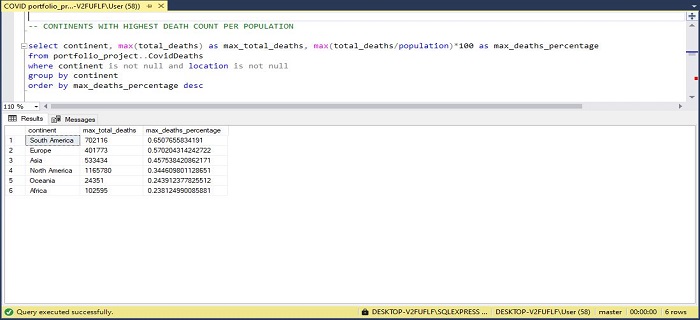 COVID portfolio_pr...-V2FUFLF\User (58))
-- CONTINENTS WITH HIGHEST DEATH COUNT PER POPULATION
select continent, max(total_deaths) as max_total_deaths, max(total_deaths/population)*100 as max_deaths_percentage
from portfolio_project..CovidDeaths
where continent is not null and location is not null
group by continent
order by max_deaths_percentage desc
110 %
Results Messages
continent max_total_deaths max_deaths_percentage
1 South America 702116 0.6507655834191
2 Europe 401773 0.570204314242722
3 Asia 533434 0.457538420862171
4 North America 1165780 0.344609801128651
5 Oceania 24351 0.243912377825512
6 Africa 102595 0.238124990085881
Query executed successfully. DESKTOP-V2FUFLF\SQLEXPRESS ... DESKTOP-V2FUFLF\User (58) master 00:00:00 6 rows